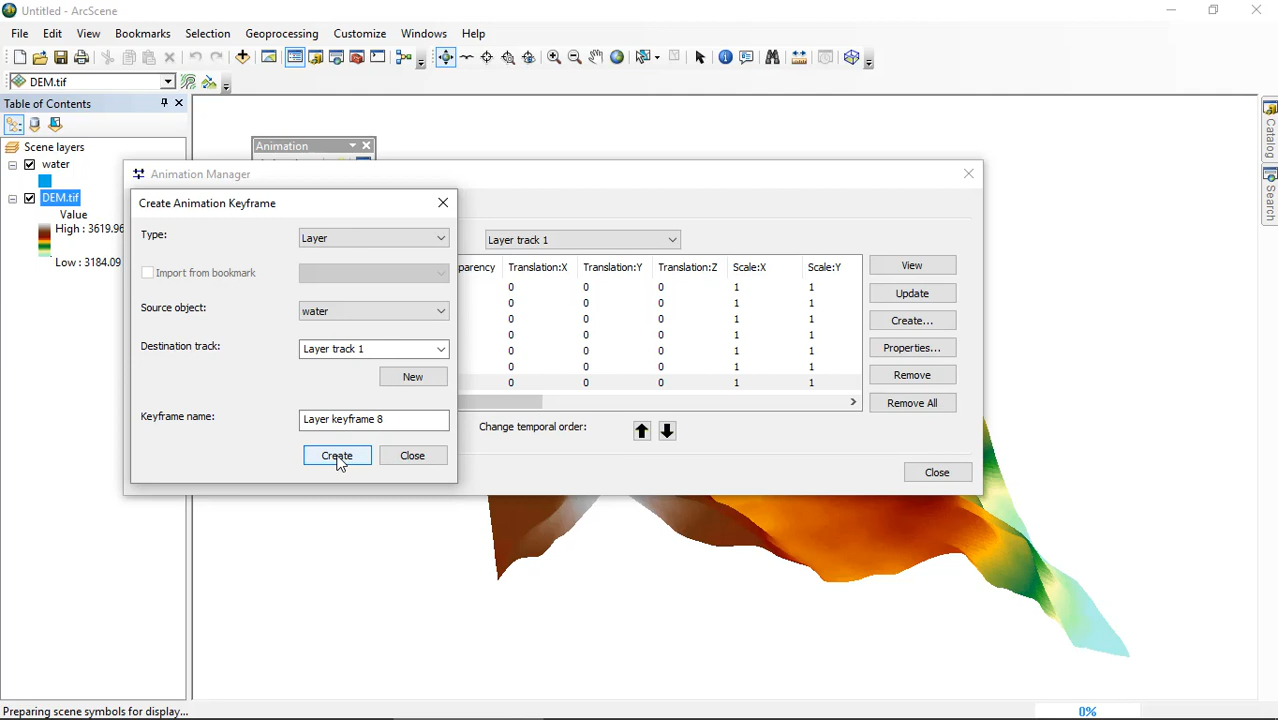 Untitled - ArcScene
File Edit View Bookmarks Selection Geoprocessing Customize Windows Help
DEM.tif
Table of Contents
Scene layers
water
DEM.tif
Value
High : 3619.96
Low : 3184.09
Animation
Animation Manager
Create Animation Keyframe
Type: Layer
Import from bookmark
Source object: water
Destination track: Layer track 1
New
Keyframe name: Layer keyframe 8
Create Close
Layer track 1
parency Translation:X Translation:Y Translation:Z Scale:X Scale:Y
0 0 0 1 1
0 0 0 1 1
0 0 0 1 1
0 0 0 1 1
0 0 0 1 1
0 0 0 1 1
0 0 0 1 1
View
Update
Create...
Properties...
Remove
Remove All
Change temporal order:
Close
Catalog
Search
Preparing scene symbols for display...
0%